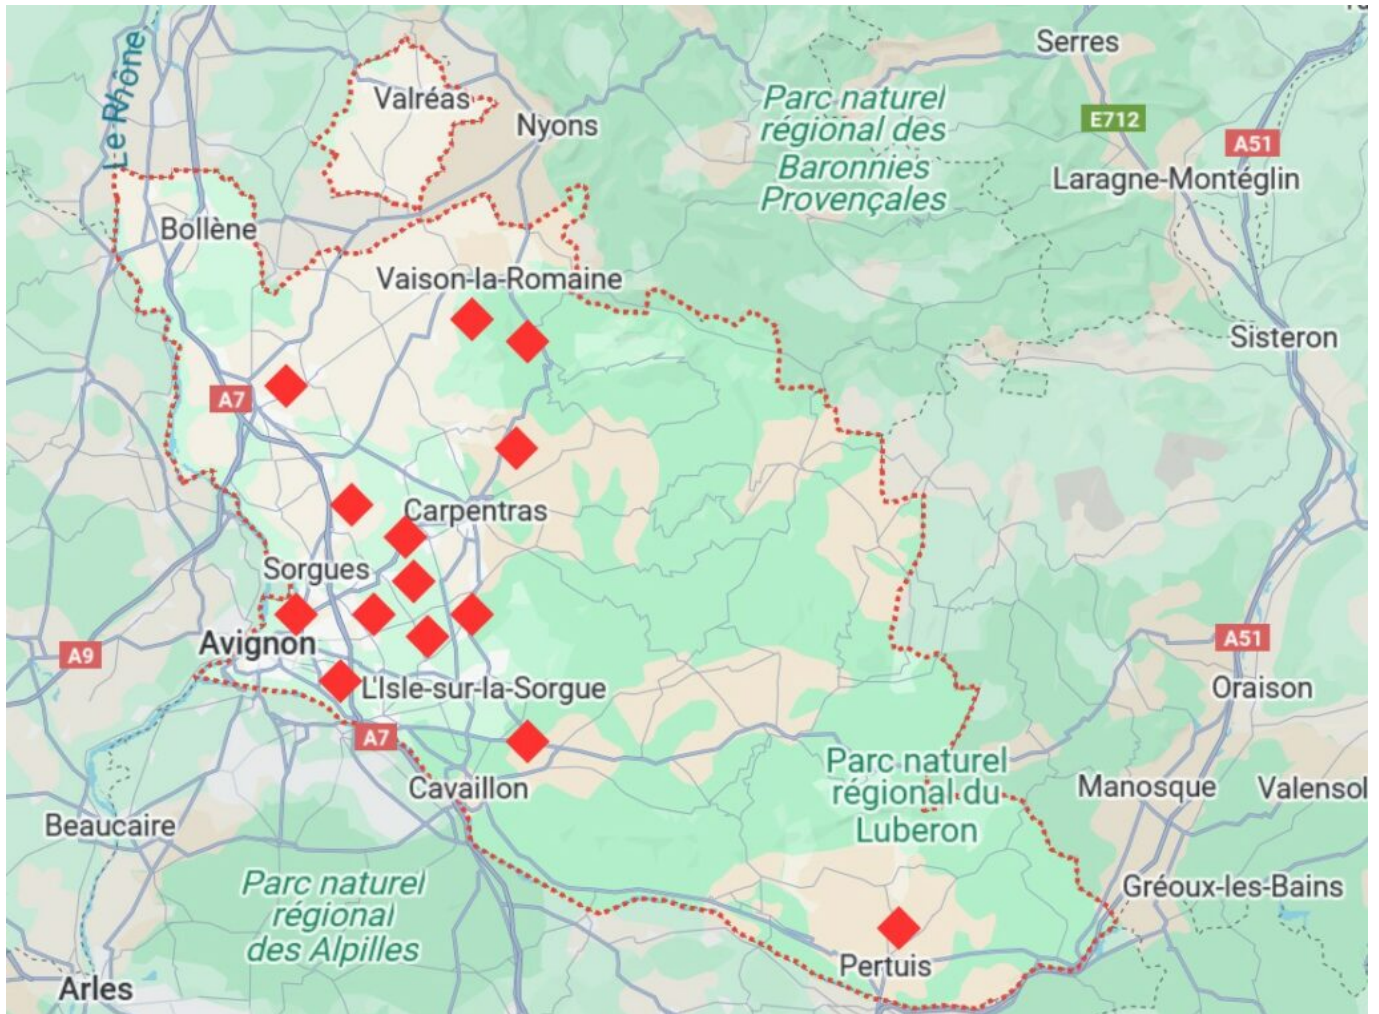 Serres
Le Rhône
Valréas
Nyons
Parc naturel
régional des
Baronnies
Provençales
E712
A51
Laragne-Montéglin
Bollène
Vaison-la-Romaine
Sisteron
A7
Carpentras
Sorgues
Avignon
A9
A51
L'Isle-sur-la-Sorgue
Oraison
A7
Parc naturel
régional du
Luberon
Cavaillon
Manosque
Valensol
Beaucaire
Parc naturel
régional
des Alpilles
Gréoux-les-Bains
Pertuis
Arles